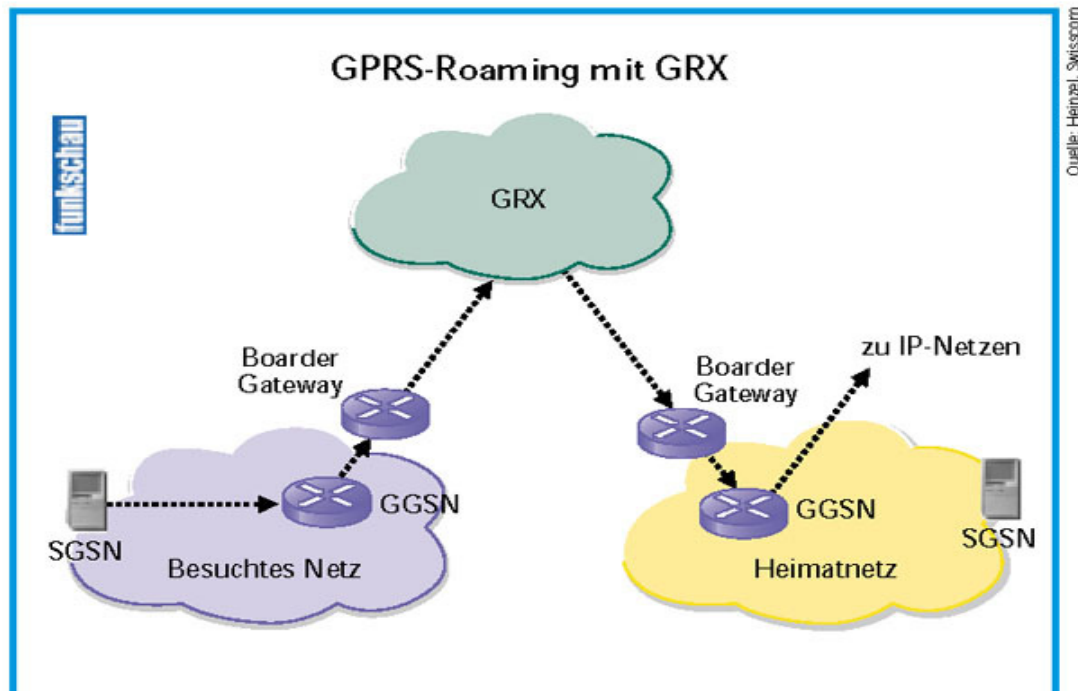 GPRS-Roaming mit GRX
Quelle: Heinzel, Swisscom
funkschau
GRX
Boarder
Gateway
Boarder
Gateway
zu IP-Netzen
SGSN
GGSN
Besuchtes Netz
GGSN
SGSN
Heimatnetz